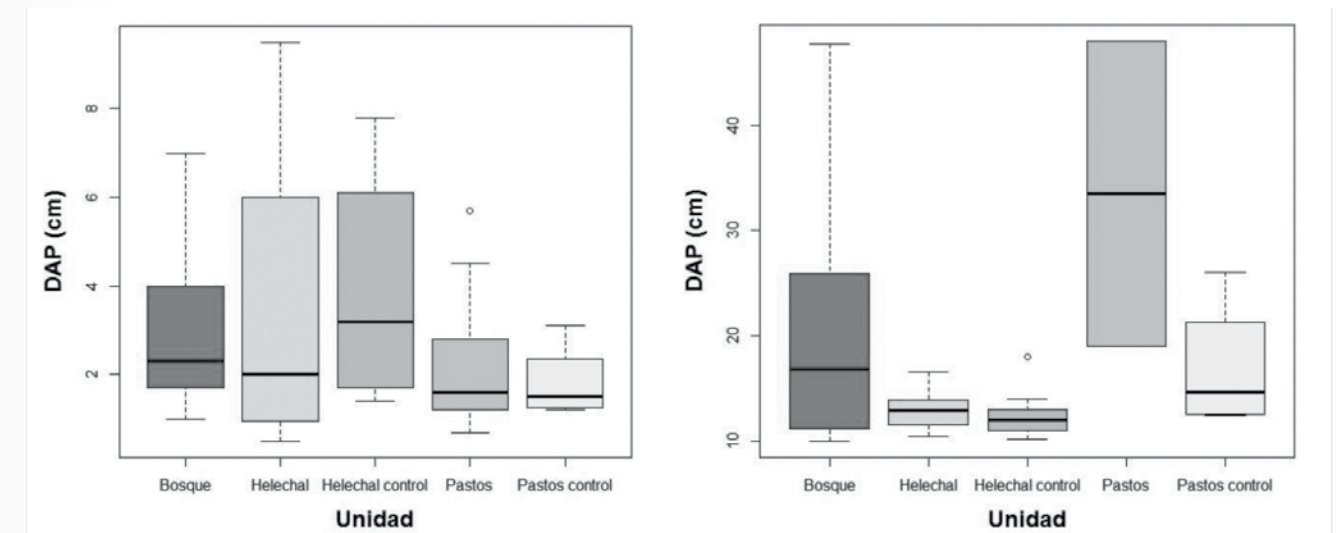 DAP (cm)
8
6
4
2
Bosque Helechal Helechal control Pastos Pastos control
Unidad
DAP (cm)
40
30
20
10
Bosque Helechal Helechal control Pastos Pastos control
Unidad